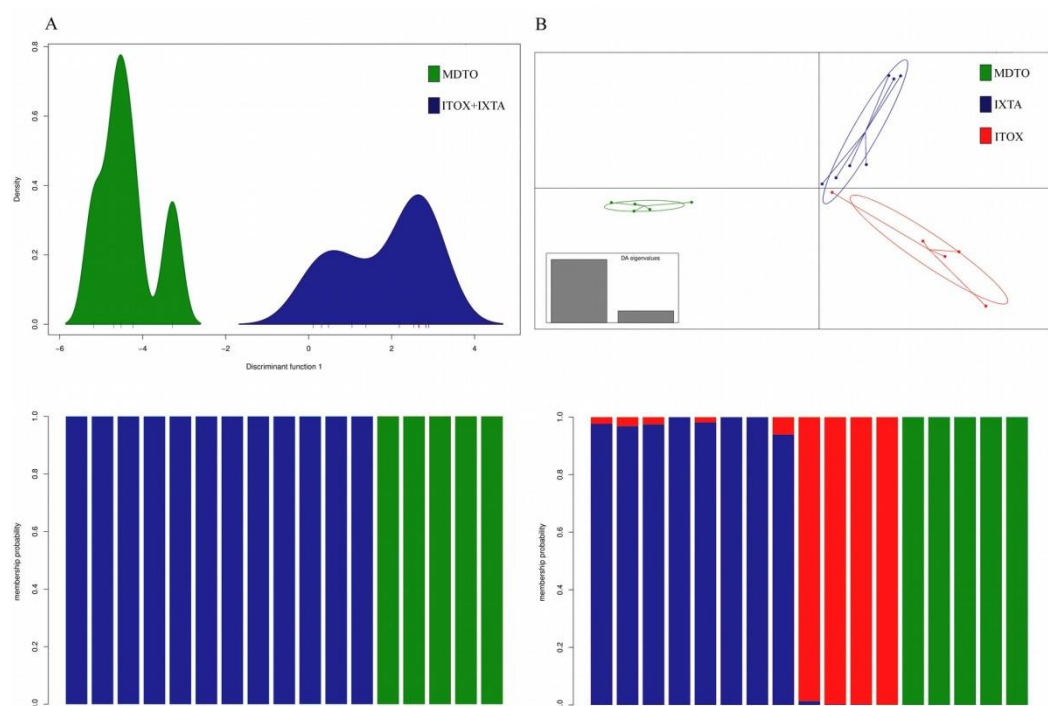 A
0.8
0.6
0.4
0.2
0.0
Density
MDTO
ITOX+IXTA
−6
−4
−2
0
2
4
Discriminant function 1
B
MDTO
IXTA
ITOX
DA eigenvalues
1.0
0.8
0.6
0.4
0.2
0.0
membership probability
1.0
0.8
0.6
0.4
0.2
0.0
membership probability